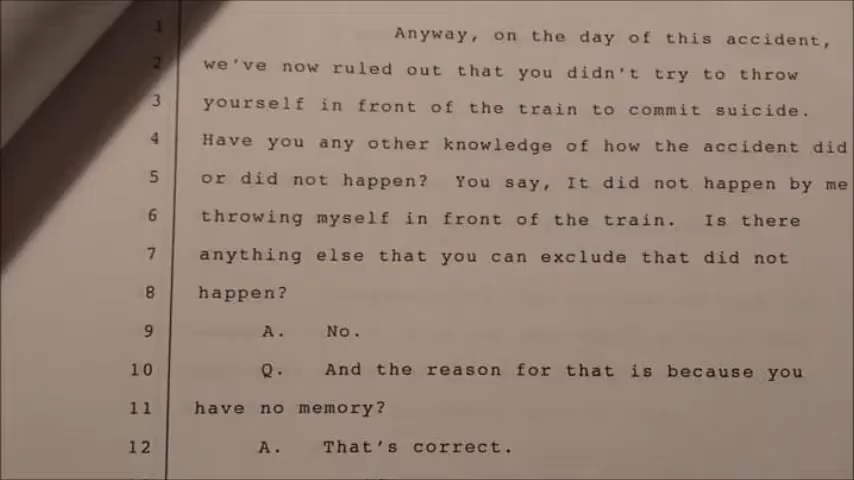 1 Anyway, on the day of this accident,
2 we've now ruled out that you didn't try to throw
3 yourself in front of the train to commit suicide.
4 Have you any other knowledge of how the accident did
5 or did not happen? You say, It did not happen by me
6 throwing myself in front of the train. Is there
7 anything else that you can exclude that did not
8 happen?
9 A. No.
10 Q. And the reason for that is because you
11 have no memory?
12 A. That's correct.